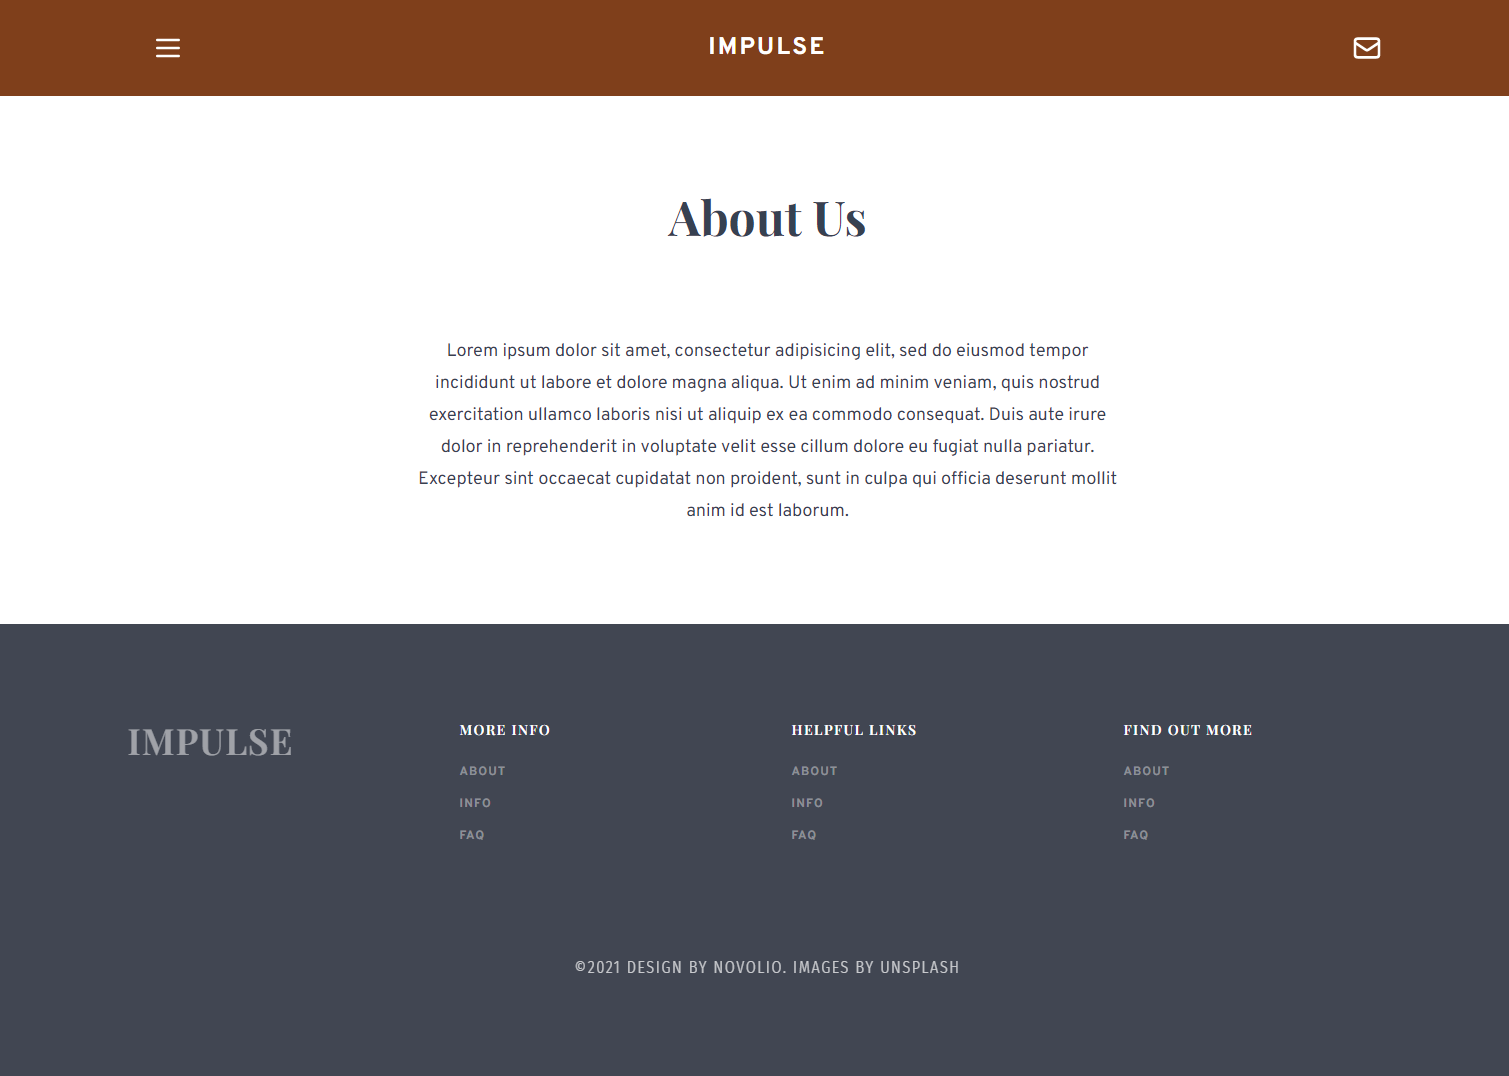 IMPULSE
About Us
Lorem ipsum dolor sit amet, consectetur adipisicing elit, sed do eiusmod tempor
incididunt ut labore et dolore magna aliqua. Ut enim ad minim veniam, quis nostrud
exercitation ullamco laboris nisi ut aliquip ex ea commodo consequat. Duis aute irure
dolor in reprehenderit in voluptate velit esse cillum dolore eu fugiat nulla pariatur.
Excepteur sint occaecat cupidatat non proident, sunt in culpa qui officia deserunt mollit
anim id est laborum.
IMPULSE
MORE INFO
ABOUT
INFO
FAQ
HELPFUL LINKS
ABOUT
INFO
FAQ
FIND OUT MORE
ABOUT
INFO
FAQ
©2021 DESIGN BY NOVOLIO. IMAGES BY UNSPLASH